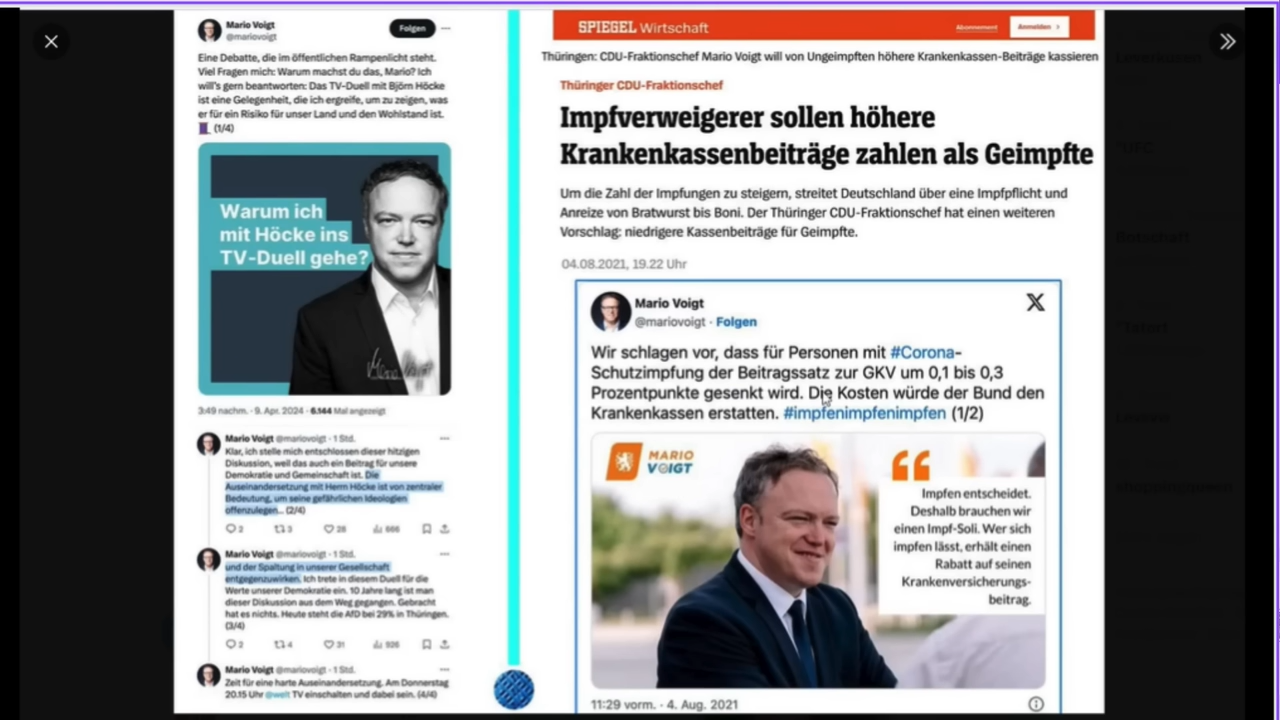 Mario Voigt
@mariovoigt
Folgen
Eine Debatte, die im öffentlichen Rampenlicht steht.
Viel Fragen mich: Warum machst du das, Mario? Ich
will's gern beantworten: Das TV-Duell mit Björn Höcke
ist eine Gelegenheit, die ich ergreife, um zu zeigen, was
er für ein Risiko für unser Land und den Wohlstand ist.
(1/4)
Warum ich
mit Höcke ins
TV-Duell gehe?
Mario Voigt
3:49 nachm. · 9. Apr. 2024 · 6.144 Mal angezeigt
Mario Voigt @mariovoigt · 1 Std.
Klar, ich stelle mich entschlossen dieser hitzigen
Diskussion, weil das auch ein Beitrag für unsere
Demokratie und Gemeinschaft ist. Die
Auseinandersetzung mit Herrn Höcke ist von zentraler
Bedeutung, um seine gefährlichen Ideologien
offenzulegen... (2/4)
2 3 28 666
Mario Voigt @mariovoigt · 1 Std.
und der Spaltung in unserer Gesellschaft
entgegenzuwirken. Ich trete in diesem Duell für die
Werte unserer Demokratie ein. 10 Jahre lang ist man
dieser Diskussion aus dem Weg gegangen. Gebracht
hat es nichts. Heute steht die AfD bei 29% in Thüringen.
(3/4)
2 4 31 926
Mario Voigt @mariovoigt · 1 Std.
Zeit für eine harte Auseinandersetzung. Am Donnerstag
20.15 Uhr @welt TV einschalten und dabei sein. (4/4)
SPIEGEL Wirtschaft
Abonnement
Anmelden >
Thüringen: CDU-Fraktionschef Mario Voigt will von Ungeimpften höhere Krankenkassen-Beiträge kassieren
Thüringer CDU-Fraktionschef
Impfverweigerer sollen höhere
Krankenkassenbeiträge zahlen als Geimpfte
Um die Zahl der Impfungen zu steigern, streitet Deutschland über eine Impfpflicht und
Anreize von Bratwurst bis Boni. Der Thüringer CDU-Fraktionschef hat einen weiteren
Vorschlag: niedrigere Kassenbeiträge für Geimpfte.
04.08.2021, 19.22 Uhr
Mario Voigt
@mariovoigt · Folgen
Wir schlagen vor, dass für Personen mit #Corona-
Schutzimpfung der Beitragssatz zur GKV um 0,1 bis 0,3
Prozentpunkte gesenkt wird. Die Kosten würde der Bund den
Krankenkassen erstatten. #impfenimpfenimpfen (1/2)
MARIO
VOIGT
Impfen entscheidet.
Deshalb brauchen wir
einen Impf-Soli. Wer sich
impfen lässt, erhält einen
Rabatt auf seinen
Krankenversicherungs-
beitrag.
11:29 vorm. · 4. Aug. 2021